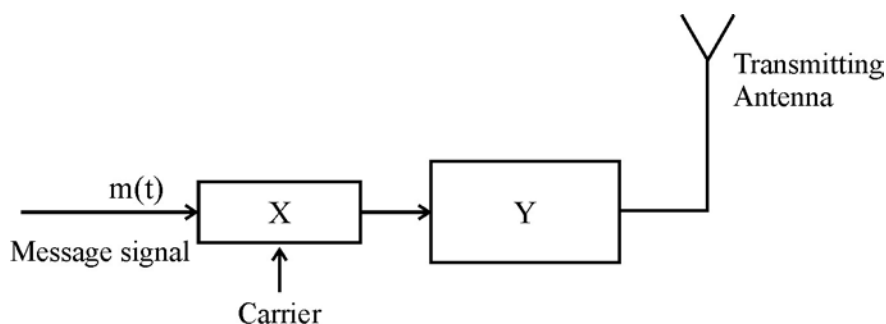 Transmitting
Antenna
m(t)
X
Y
Message signal
Carrier